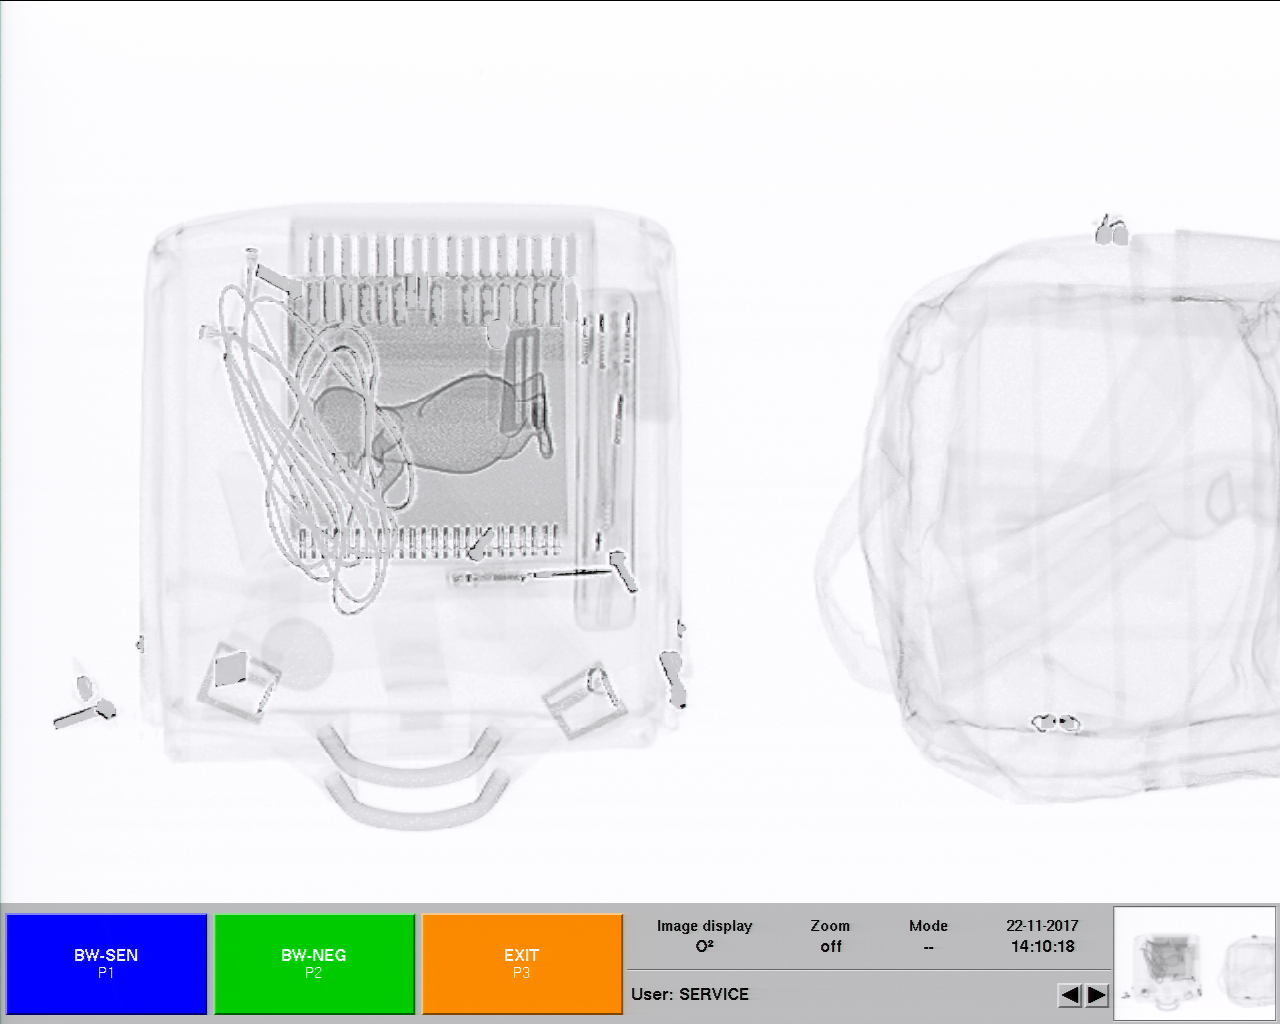 BW-SEN
P1
BW-NEG
P2
EXIT
P3
Image display
O²
Zoom
off
Mode
--
22-11-2017
14:10:18
User: SERVICE